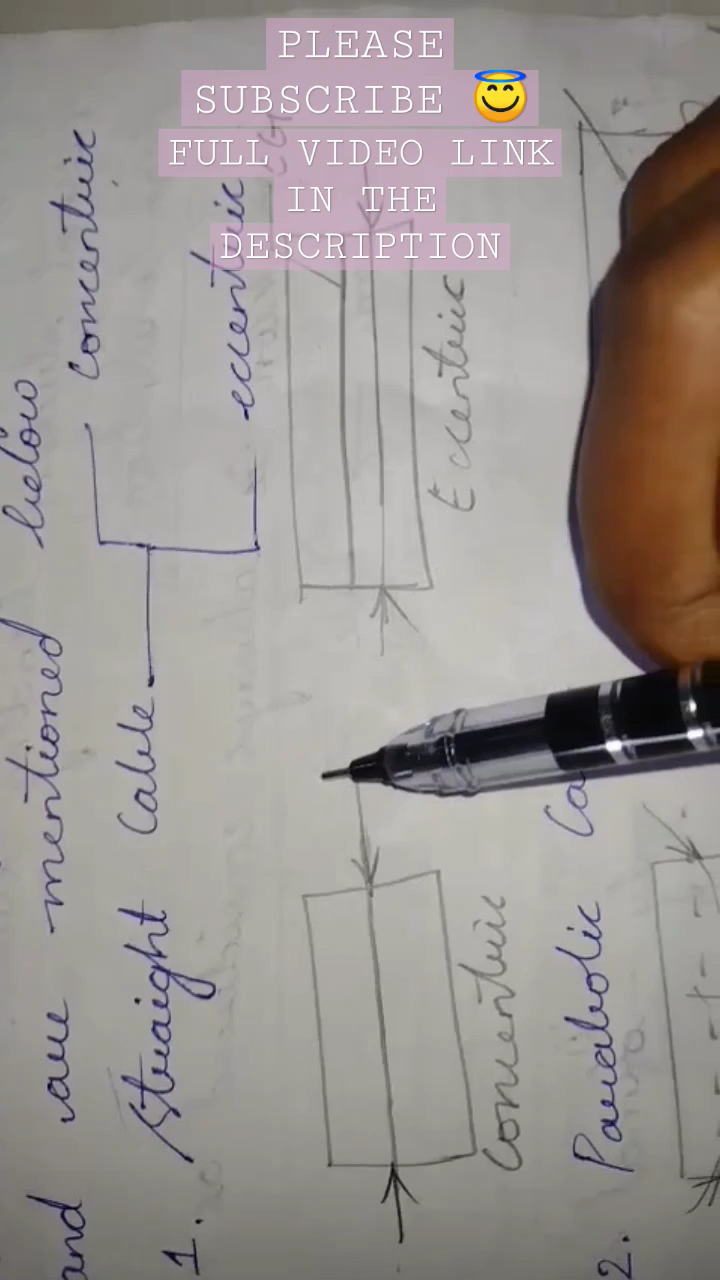 PLEASE
SUBSCRIBE 😇
FULL VIDEO LINK
IN THE
DESCRIPTION
and are mentioned below
1. Straight Cable
concentric
eccentric
Concentric
Eccentric
2. Parabolic Ca